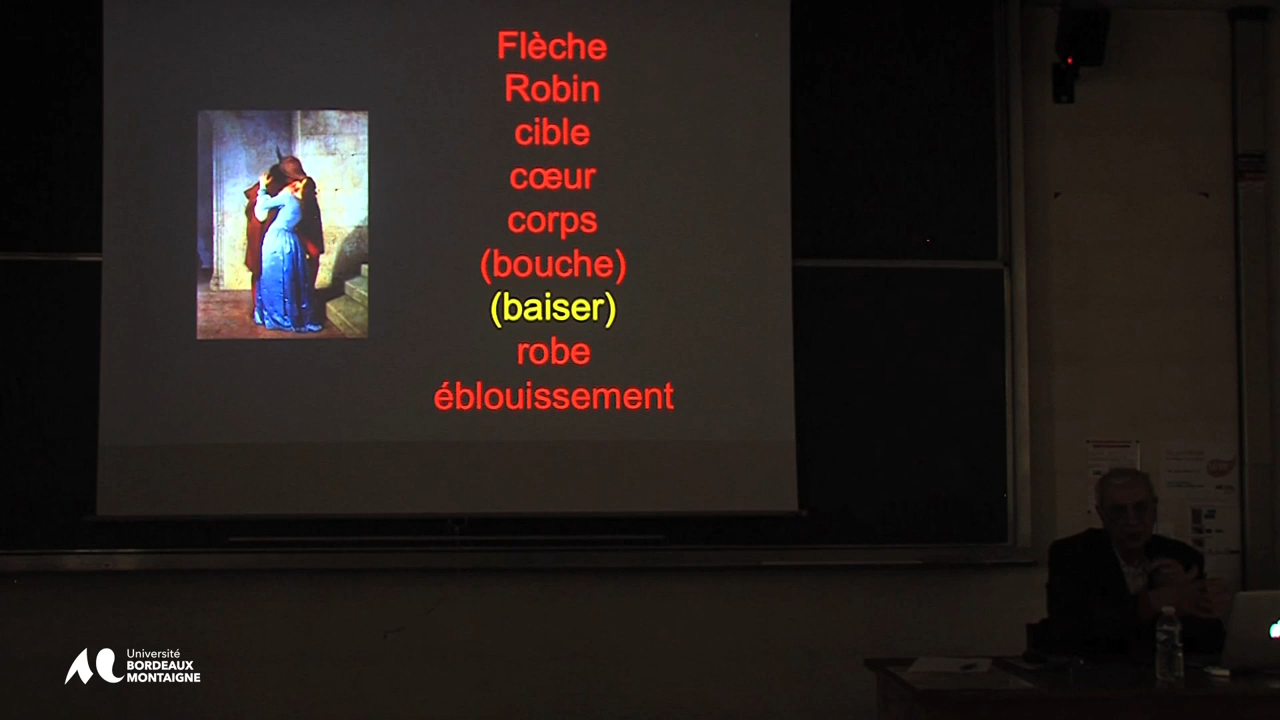 Flèche
Robin
cible
cœur
corps
(bouche)
(baiser)
robe
éblouissement
Université
BORDEAUX
MONTAIGNE